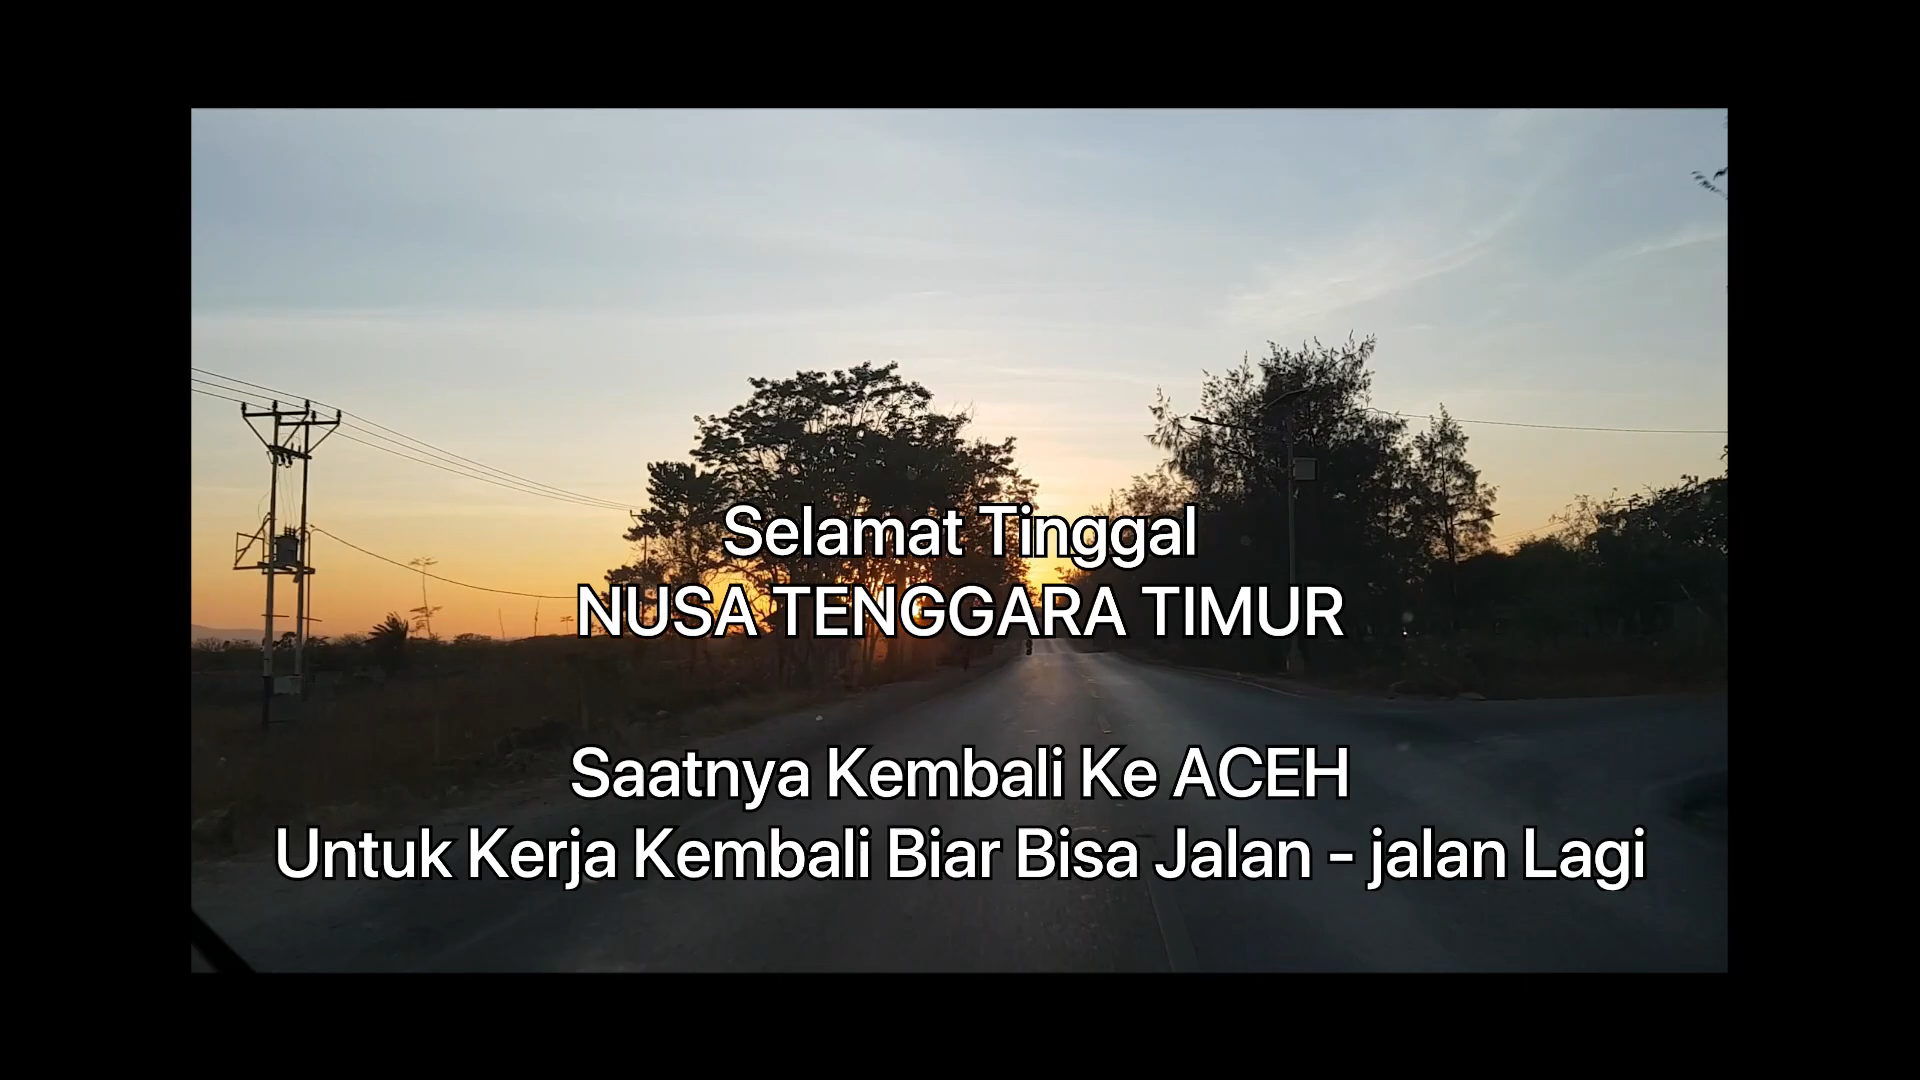 Selamat Tinggal
NUSA TENGGARA TIMUR
Saatnya Kembali Ke ACEH
Untuk Kerja Kembali Biar Bisa Jalan - jalan Lagi